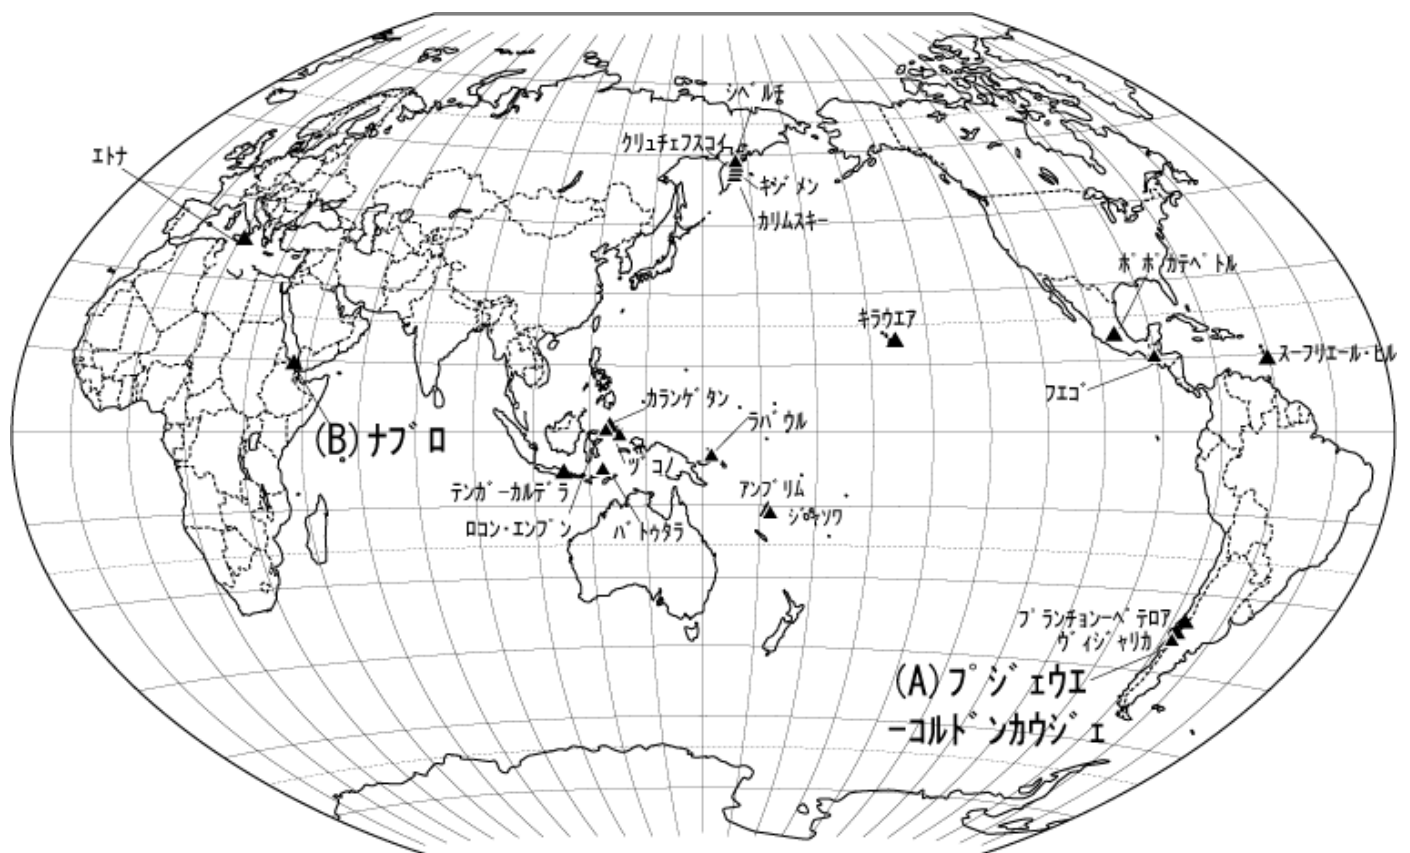 シベルチ
クリュチェフスコイ
エトナ
キジメン
カリムスキー
ポポカテペトル
キラウエア
スーフリエール・ヒル
フエゴ
カランゲタン
ラバウル
(B)ナブロ
ヅコノ
テンガーカルデラ
アンブリム
ロコン・エンプン
バトゥタラ
プランチョンーペテロア
ヴィジャリカ
(A)プジェウエ
ーコルドンカウジェ